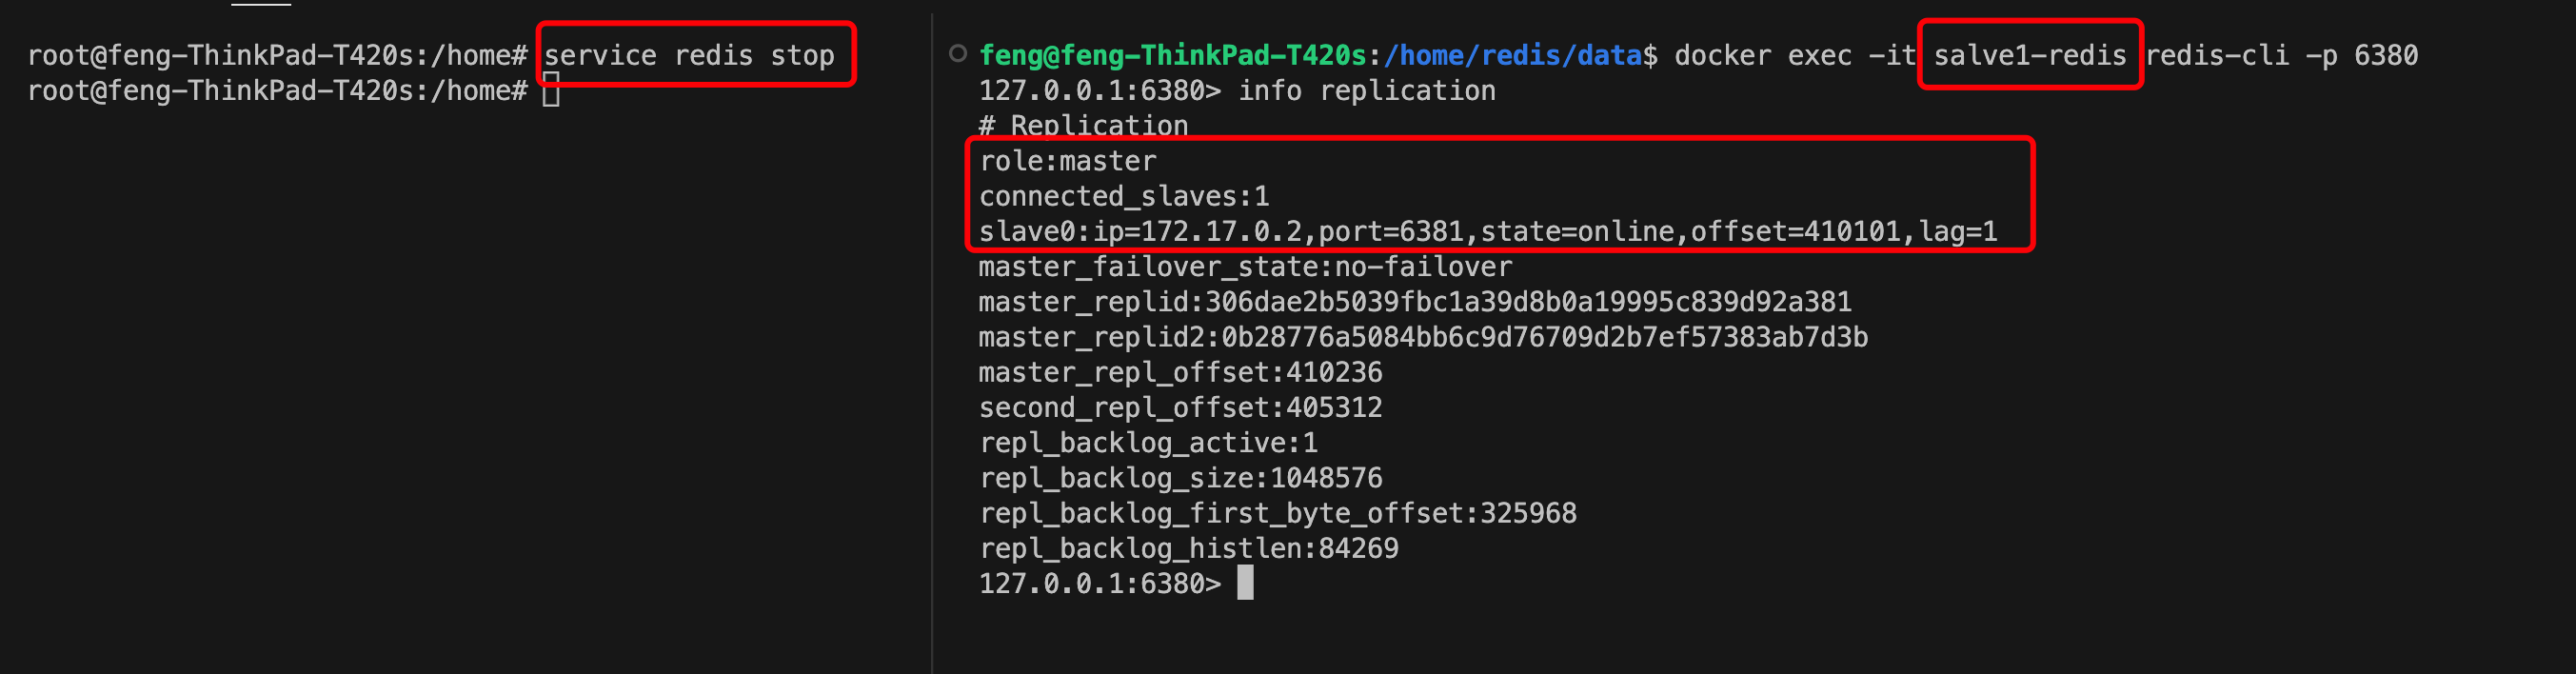 root@feng-ThinkPad-T420s:/home# service redis stop
root@feng-ThinkPad-T420s:/home#
feng@feng-ThinkPad-T420s:/home/redis/data$ docker exec -it salve1-redis redis-cli -p 6380
127.0.0.1:6380> info replication
# Replication
role:master
connected_slaves:1
slave0:ip=172.17.0.2,port=6381,state=online,offset=410101,lag=1
master_failover_state:no-failover
master_replid:306dae2b5039fbc1a39d8b0a19995c839d92a381
master_replid2:0b28776a5084bb6c9d76709d2b7ef57383ab7d3b
master_repl_offset:410236
second_repl_offset:405312
repl_backlog_active:1
repl_backlog_size:1048576
repl_backlog_first_byte_offset:325968
repl_backlog_histlen:84269
127.0.0.1:6380>